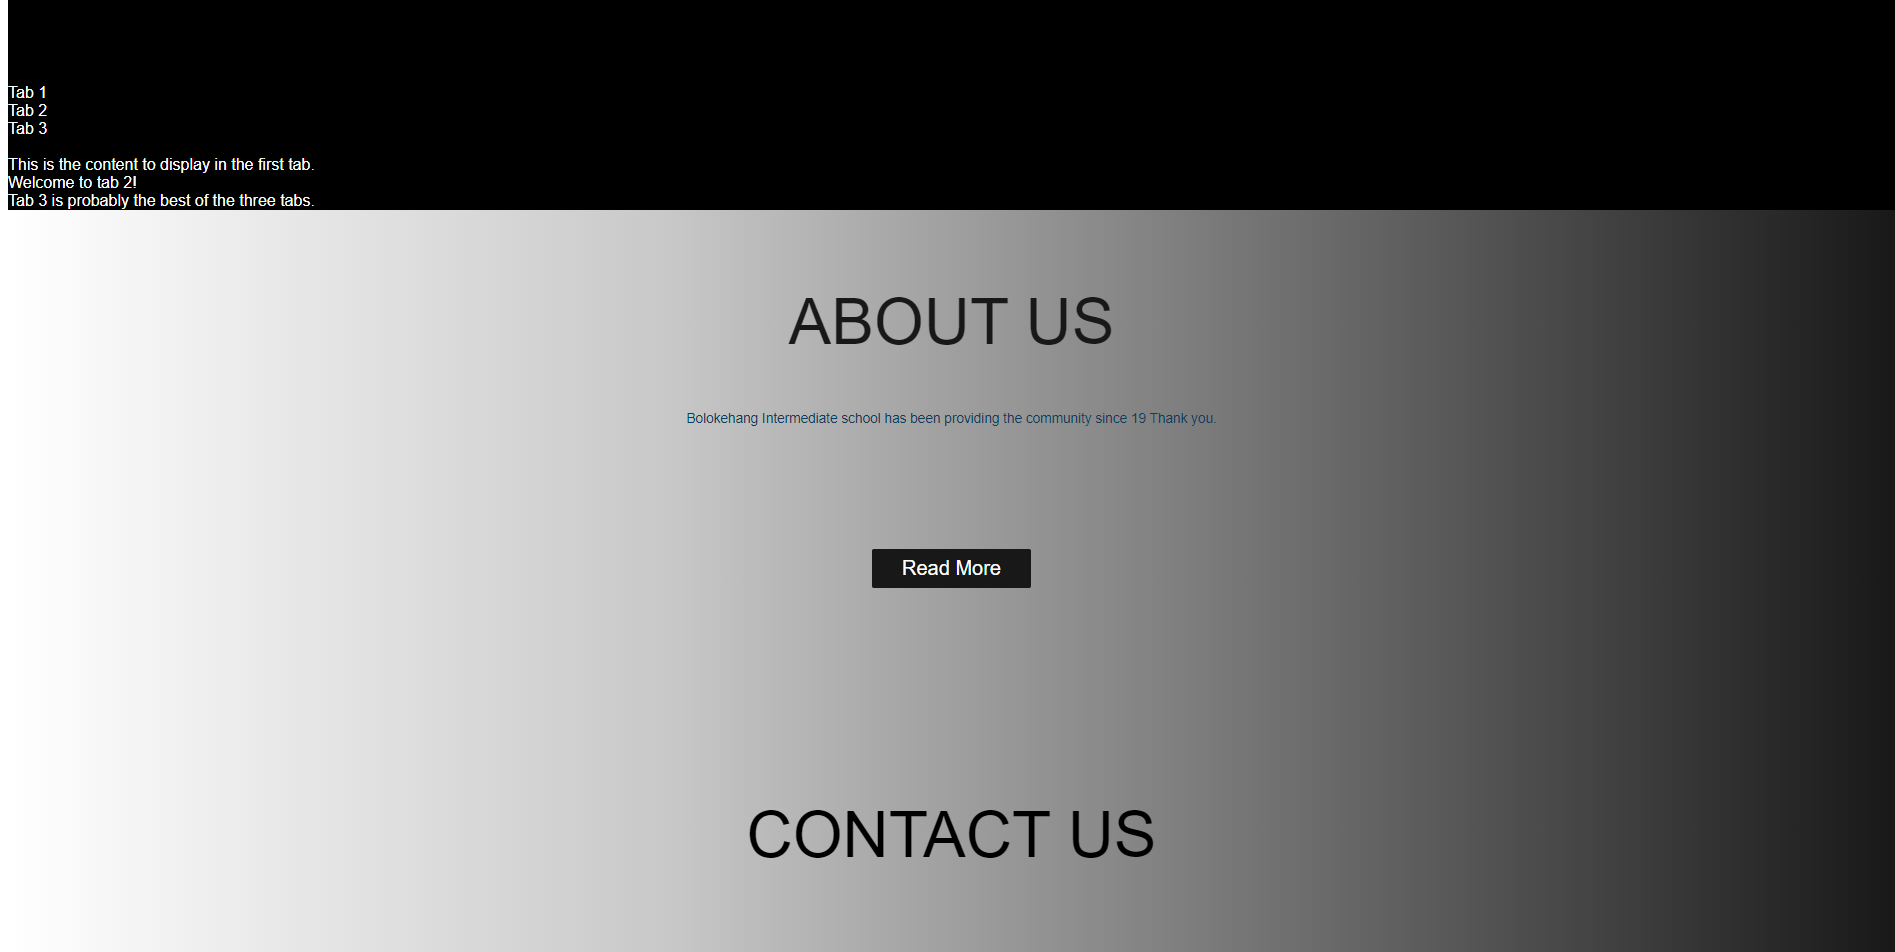 Tab 1
Tab 2
Tab 3
This is the content to display in the first tab.
Welcome to tab 2!
Tab 3 is probably the best of the three tabs.
ABOUT US
Bolokehang Intermediate school has been providing the community since 19 Thank you.
Read More
CONTACT US